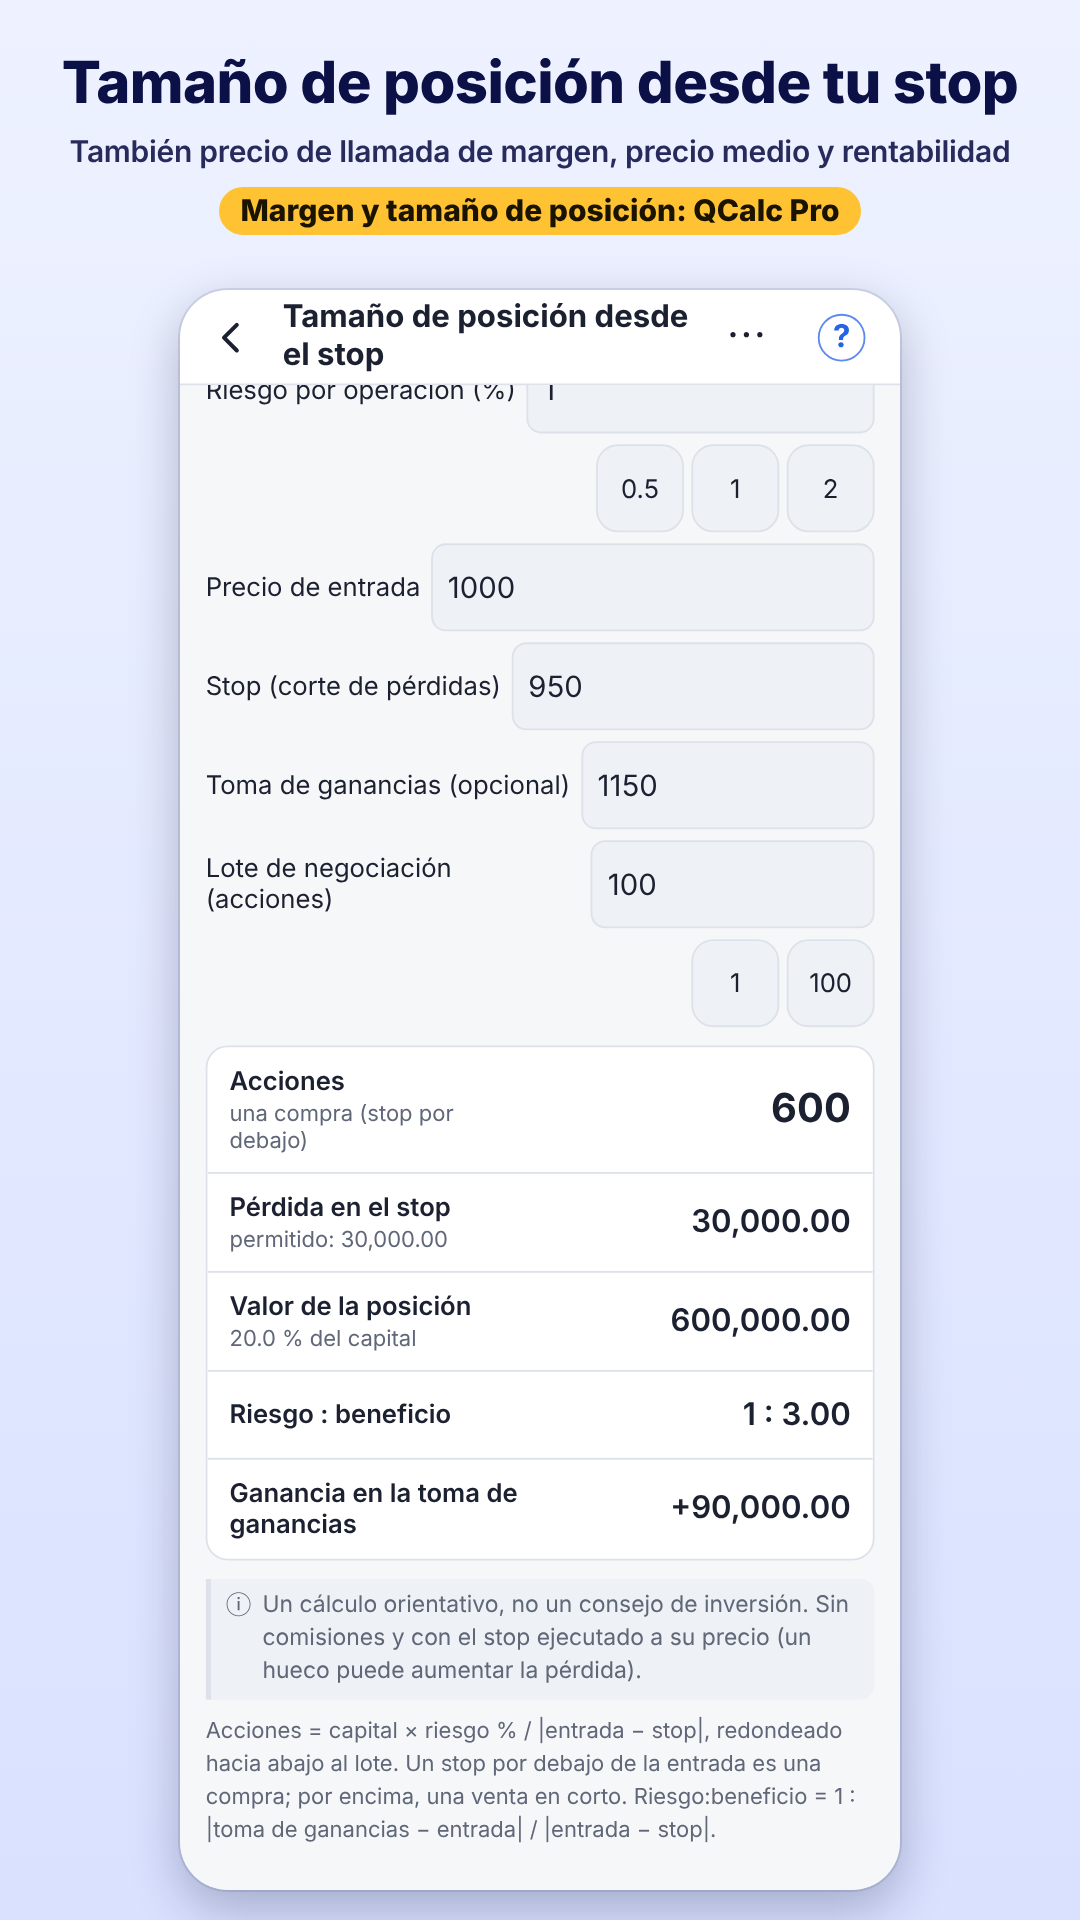 Tamaño de posición desde tu stop
También precio de llamada de margen, precio medio y rentabilidad
Margen y tamaño de posición: QCalc Pro
Tamaño de posición desde
el stop
...
?
Riesgo por operación (%)
1
0.5
1
2
Precio de entrada
1000
Stop (corte de pérdidas)
950
Toma de ganancias (opcional)
1150
Lote de negociación
(acciones)
100
1
100
Acciones
una compra (stop por
debajo)
600
Pérdida en el stop
permitido: 30,000.00
30,000.00
Valor de la posición
20.0 % del capital
600,000.00
Riesgo : beneficio
1 : 3.00
Ganancia en la toma de
ganancias
+90,000.00
Un cálculo orientativo, no un consejo de inversión. Sin
comisiones y con el stop ejecutado a su precio (un
hueco puede aumentar la pérdida).
Acciones = capital × riesgo % / |entrada − stop|, redondeado
hacia abajo al lote. Un stop por debajo de la entrada es una
compra; por encima, una venta en corto. Riesgo:beneficio = 1 :
|toma de ganancias − entrada| / |entrada − stop|.